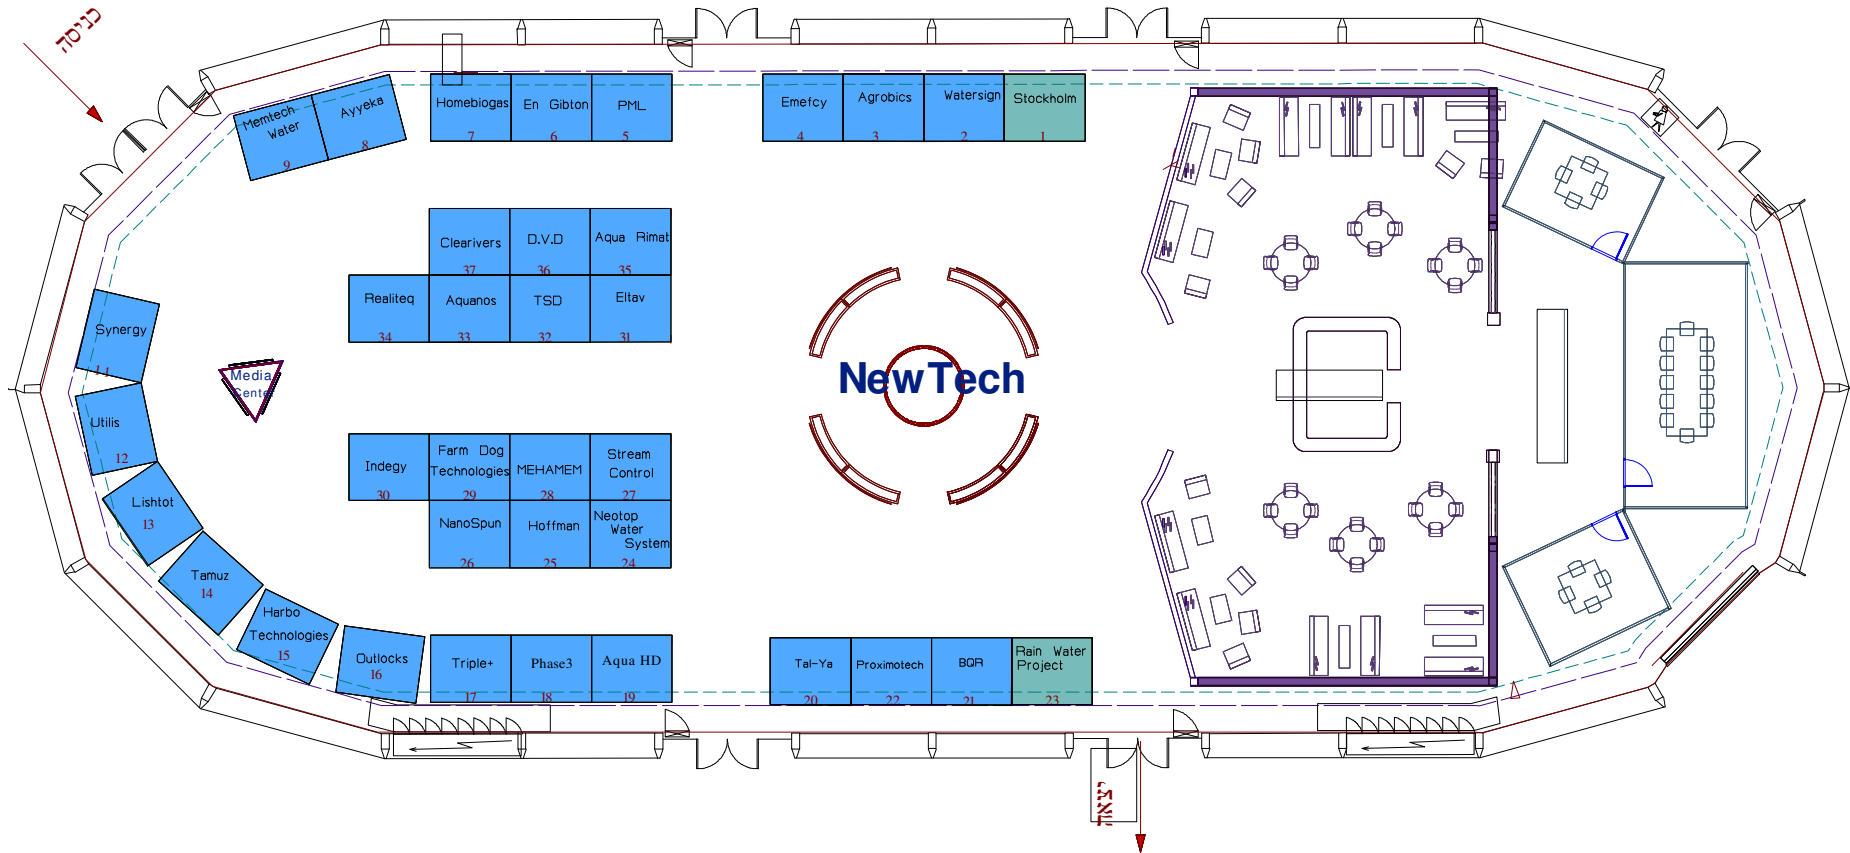 כניסה
Homebiogas
7
En Gibton
6
PML
5
Emefcy
4
Agrobics
3
Watersign
2
Stockholm
1
Memtech
Water
9
Ayyeka
8
Clearivers
37
D.V.D
36
Aqua Rimat
35
Realiteq
34
Aquanos
33
TSD
32
Eltav
31
Synergy
11
Media
Center
NewTech
Utilis
12
Lishtot
13
Tamuz
14
Harbo
Technologies
15
Outlocks
16
Indegy
30
Farm Dog
Technologies
29
MEHAMEM
28
Stream
Control
27
NanoSpun
26
Hoffman
25
Neotop
Water
System
24
Triple+
17
Phase3
18
Aqua HD
19
Tal-Ya
20
Proximotech
22
BQR
21
Rain Water
Project
23
יציאה